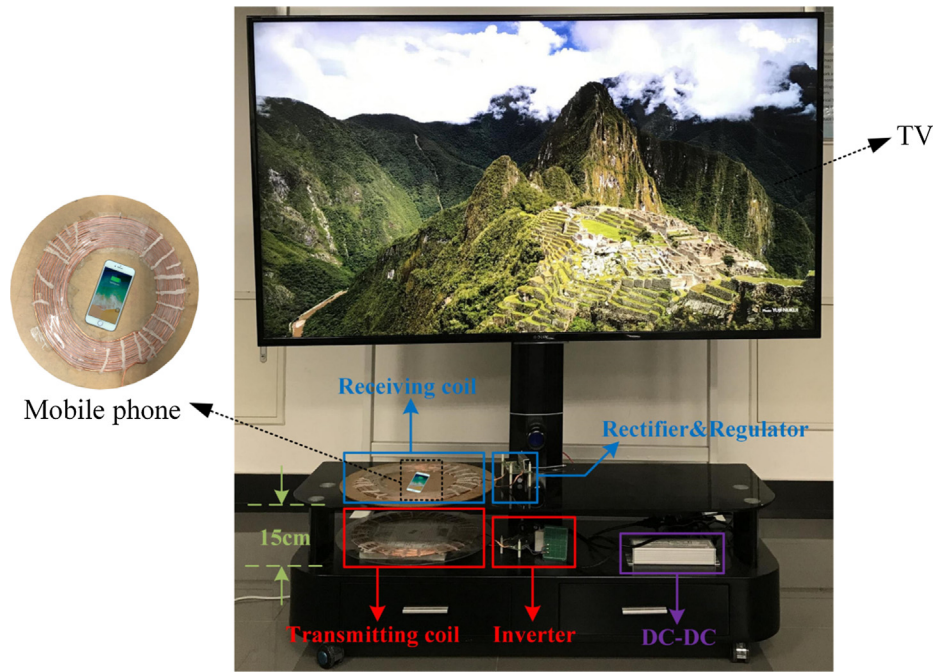 TV
Receiving coil
Mobile phone
Rectifier&Regulator
15cm
Transmitting coil
Inverter
DC-DC